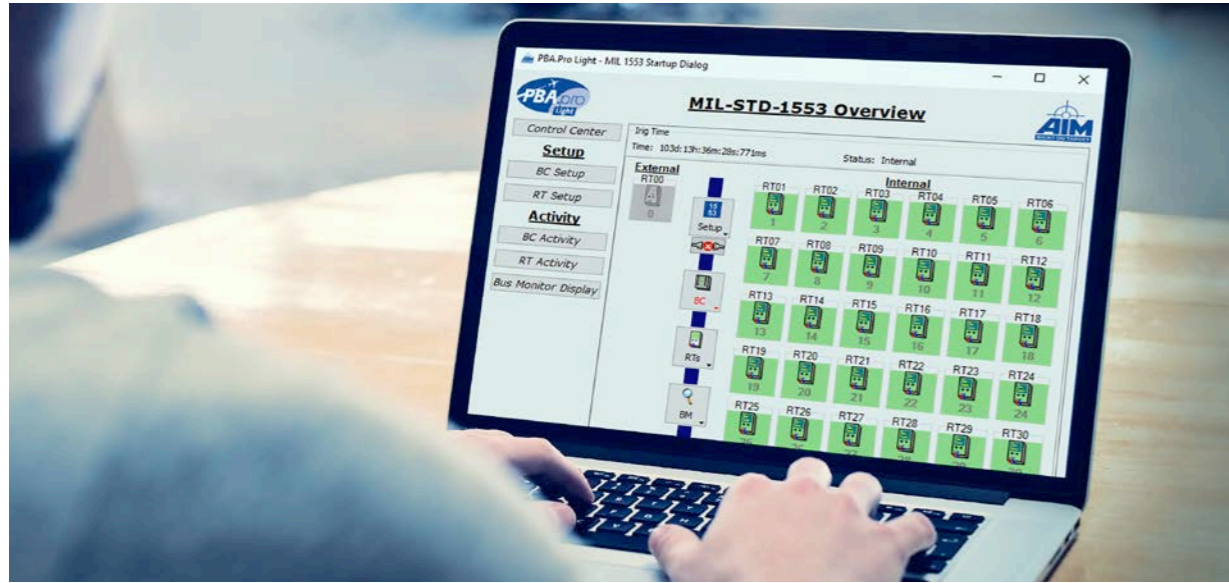 PBA.Pro Light - MIL 1553 Startup Dialog
PBA.pro
Light
MIL-STD-1553 Overview
AIM
Control Center
Setup
BC Setup
RT Setup
Activity
BC Activity
RT Activity
Bus Monitor Display
Irig Time
Time: 103d:13h:36m:28s:771ms
Status: Internal
External
Internal
RT00
0
15
53
Setup
BC
RTs
BM
RT01 RT02 RT03 RT04 RT05 RT06
1 2 3 4 5 6
RT07 RT08 RT09 RT10 RT11 RT12
7 8 9 10 11 12
RT13 RT14 RT15 RT16 RT17 RT18
13 14 15 16 17 18
RT19 RT20 RT21 RT22 RT23 RT24
19 20 21 22 23 24
RT25 RT26 RT27 RT28 RT29 RT30